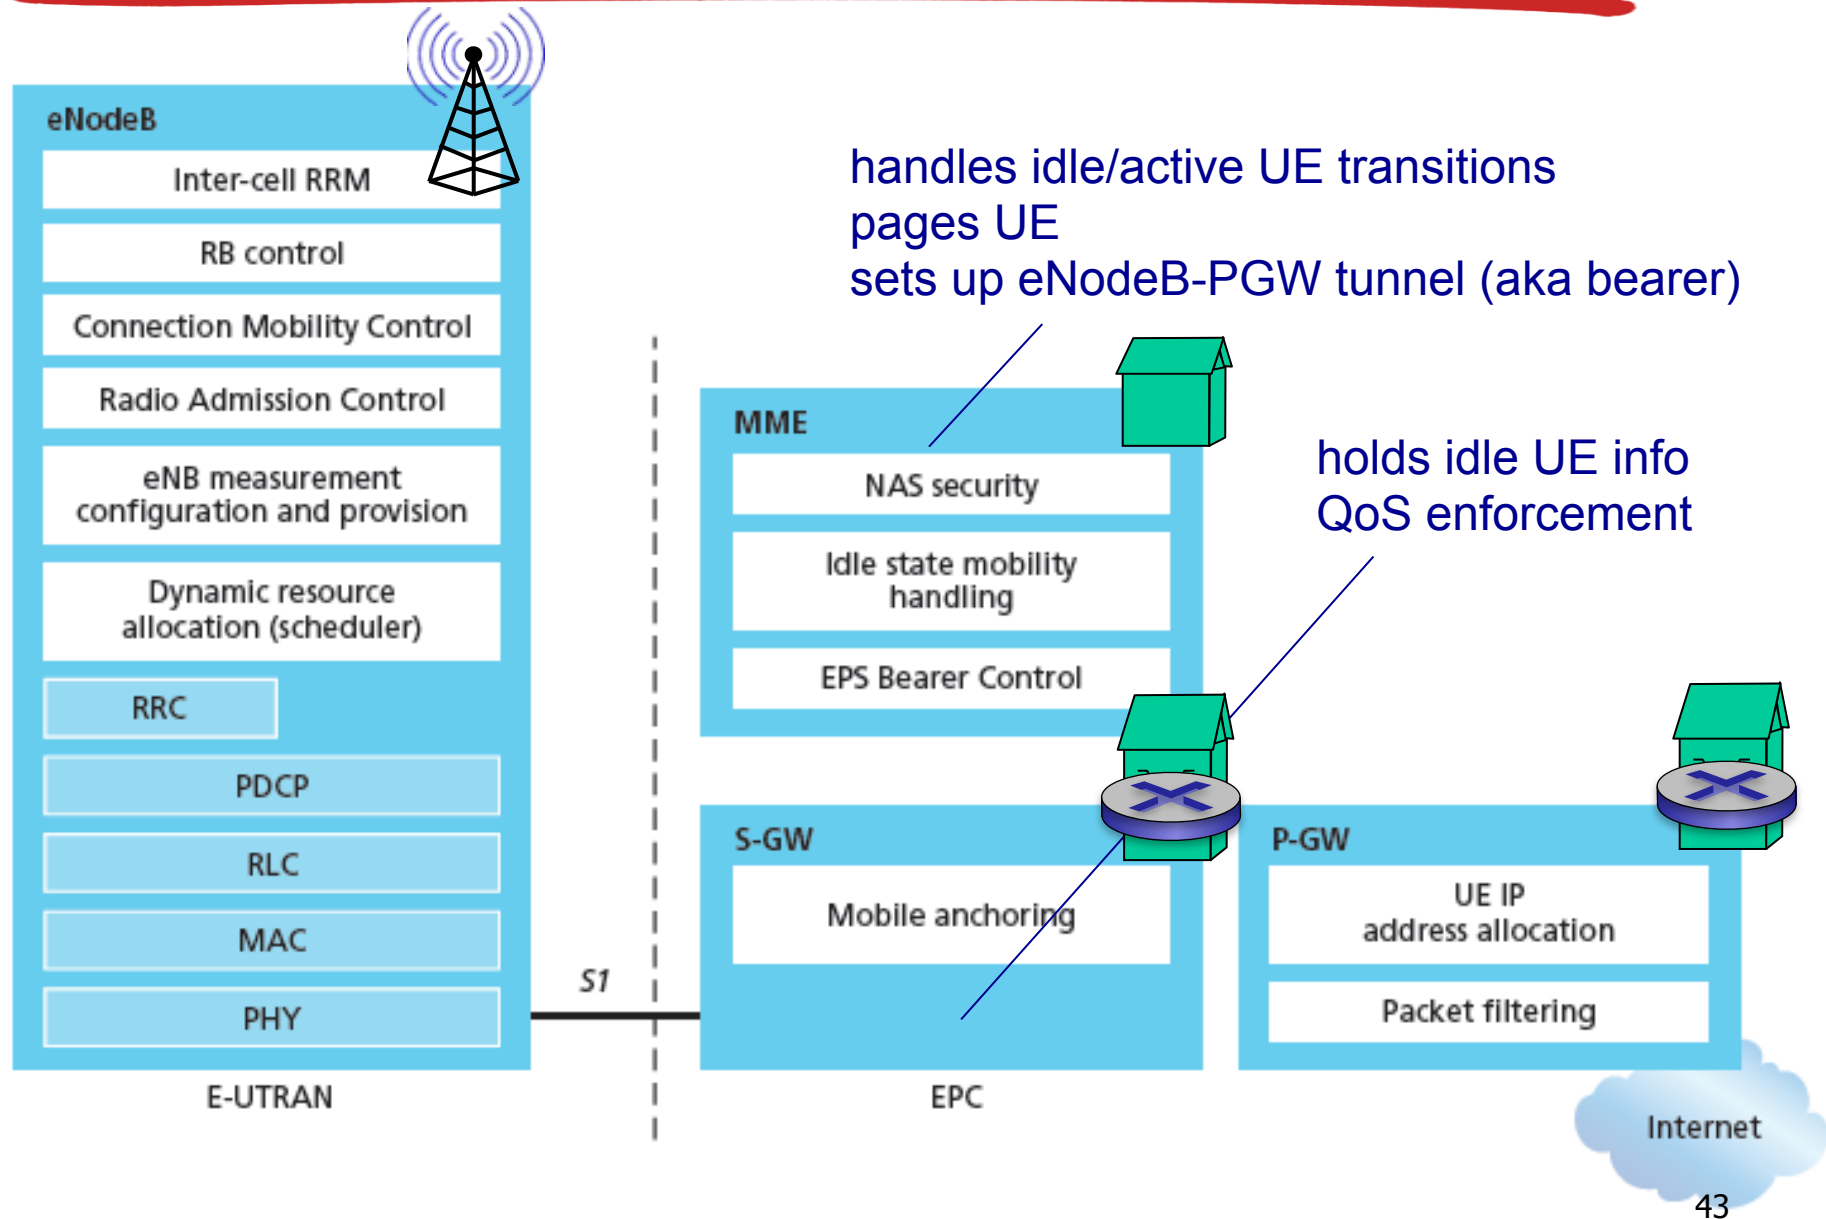 eNodeB
Inter-cell RRM
RB control
Connection Mobility Control
Radio Admission Control
eNB measurement
configuration and provision
Dynamic resource
allocation (scheduler)
RRC
PDCP
RLC
MAC
PHY
E-UTRAN
S1
handles idle/active UE transitions
pages UE
sets up eNodeB-PGW tunnel (aka bearer)
MME
NAS security
Idle state mobility
handling
EPS Bearer Control
holds idle UE info
QoS enforcement
S-GW
Mobile anchoring
EPC
P-GW
UE IP
address allocation
Packet filtering
Internet
43